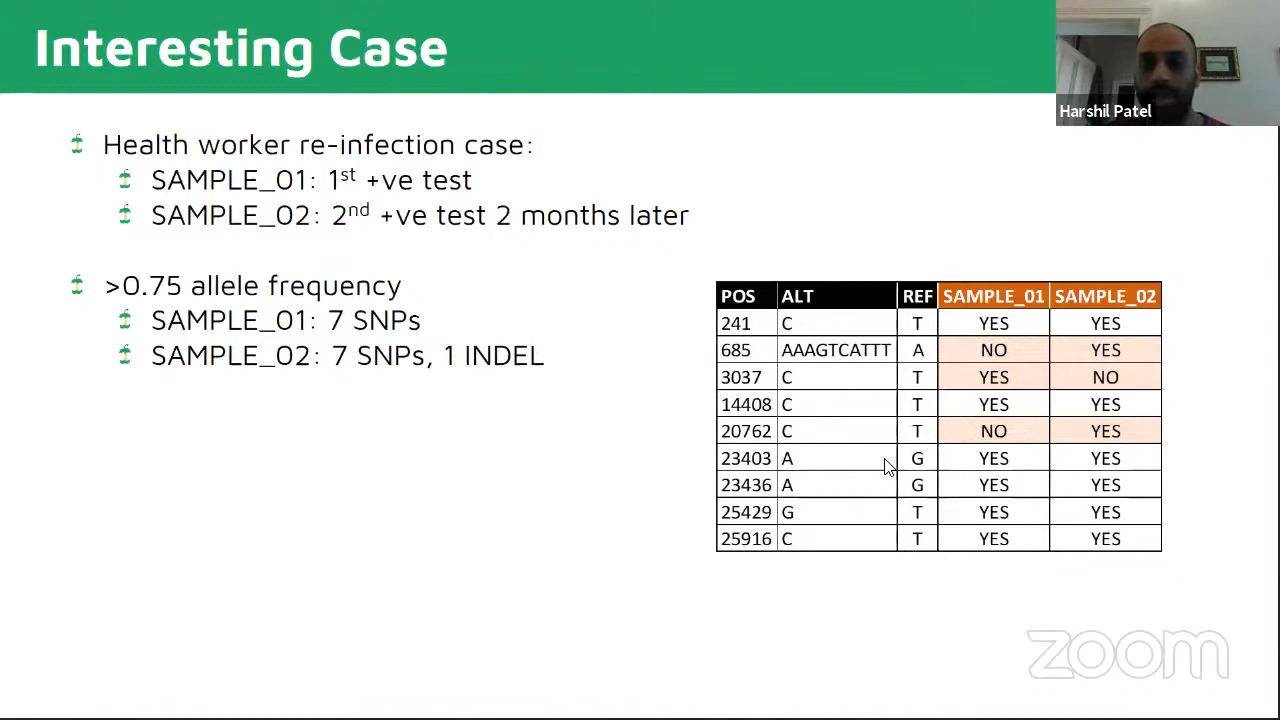 Interesting Case
Harshil Patel
Health worker re-infection case:
SAMPLE_01: 1st +ve test
SAMPLE_02: 2nd +ve test 2 months later
>0.75 allele frequency
SAMPLE_01: 7 SNPs
SAMPLE_02: 7 SNPs, 1 INDEL
POS ALT REF SAMPLE_01 SAMPLE_02
241 C T YES YES
685 AAAGTCATTT A NO YES
3037 C T YES NO
14408 C T YES YES
20762 C T NO YES
23403 A G YES YES
23436 A G YES YES
25429 G T YES YES
25916 C T YES YES
zoom